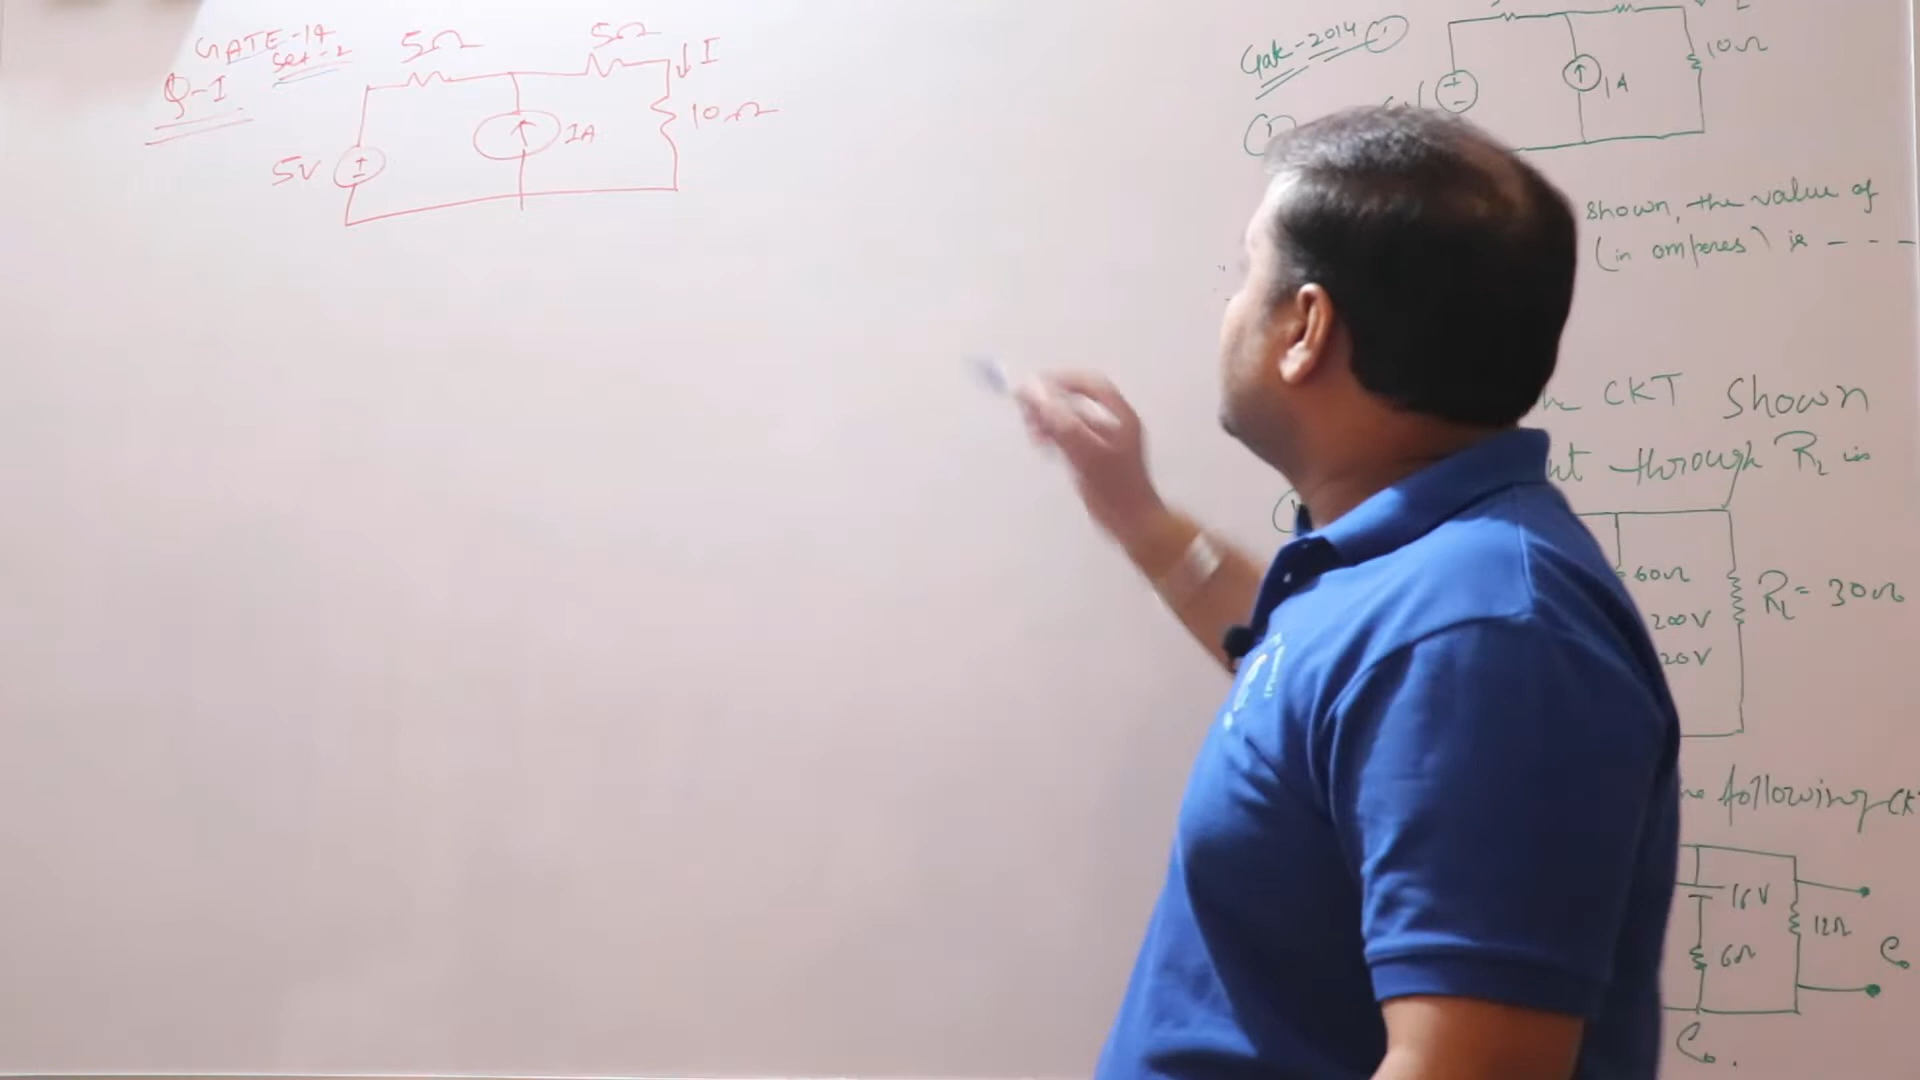 GATE-14
Set-2
Q-I
5Ω
5Ω
I
10Ω
1A
5V
Gate-2014
1
10Ω
1A
shown, the value of
(in amperes) is - - -
CKT Shown
through RL is
60Ω
200V
20V
RL = 30Ω
following CKT
16V
6Ω
12Ω